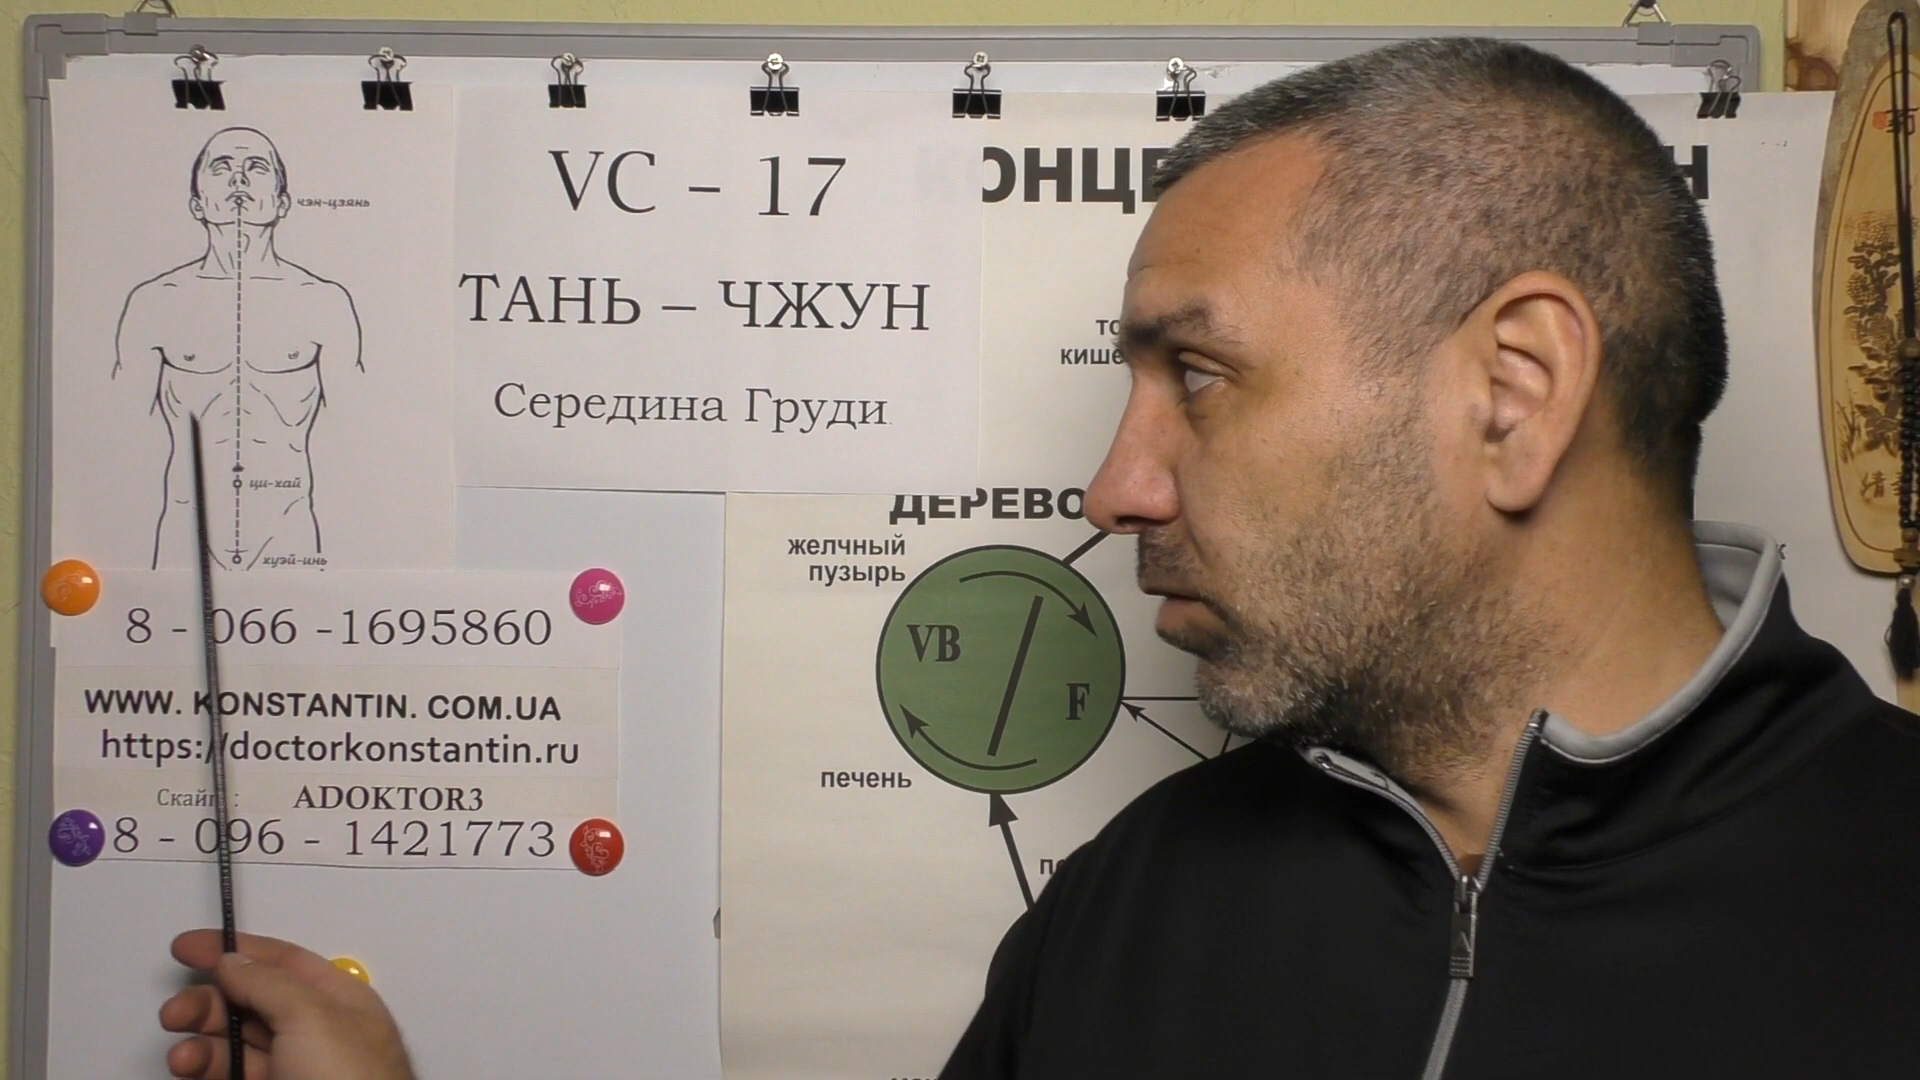 чэн-цзянь
ци-хай
хуэй-инь
VC – 17
ТАНЬ – ЧЖУН
Середина Груди
8 - 066 -1695860
WWW. KONSTANTIN. COM.UA
https://doctorkonstantin.ru
Скайп : ADOKTOR3
8 - 096 - 1421773
ДЕРЕВО
желчный
пузырь
VB
F
печень